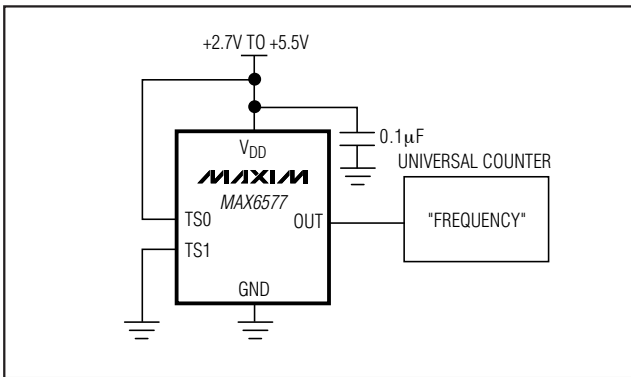 +2.7V TO +5.5V
0.1μF
VDD
MAXIM
MAX6577
UNIVERSAL COUNTER
TS0
OUT
"FREQUENCY"
TS1
GND